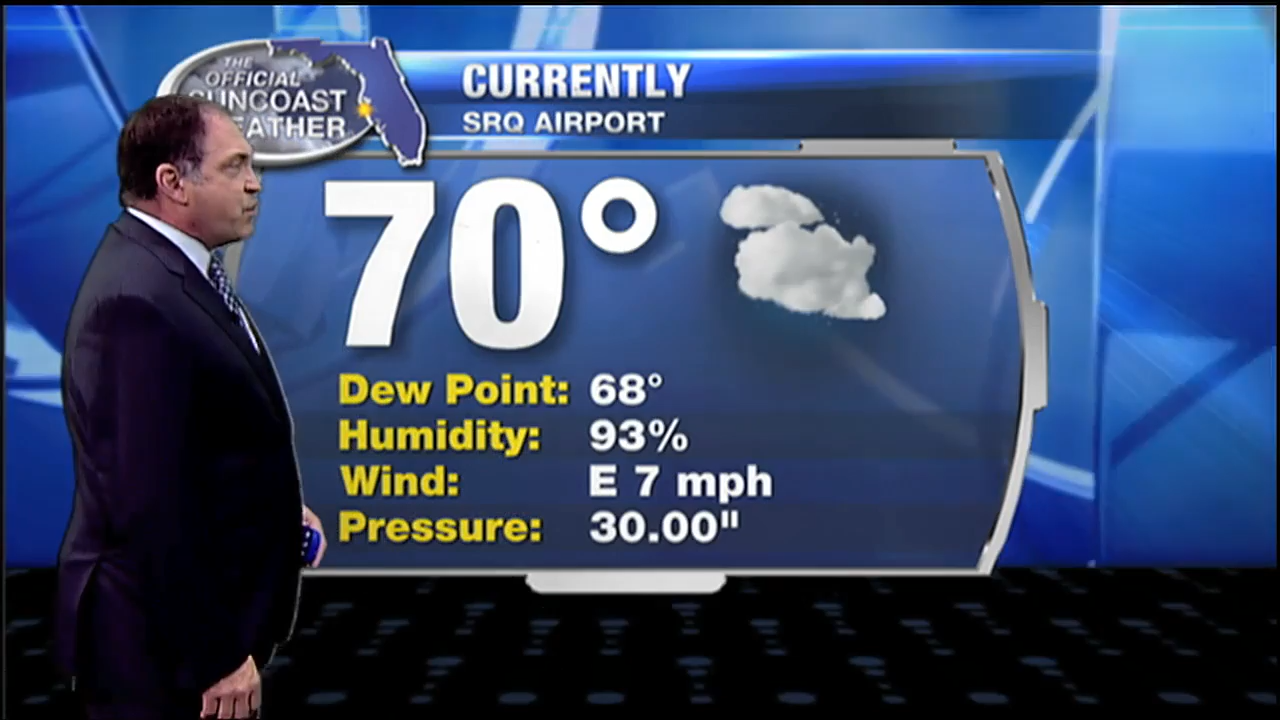 THE
OFFICIAL
SUNCOAST
WEATHER
CURRENTLY
SRQ AIRPORT
70°
Dew Point: 68°
Humidity: 93%
Wind: E 7 mph
Pressure: 30.00"